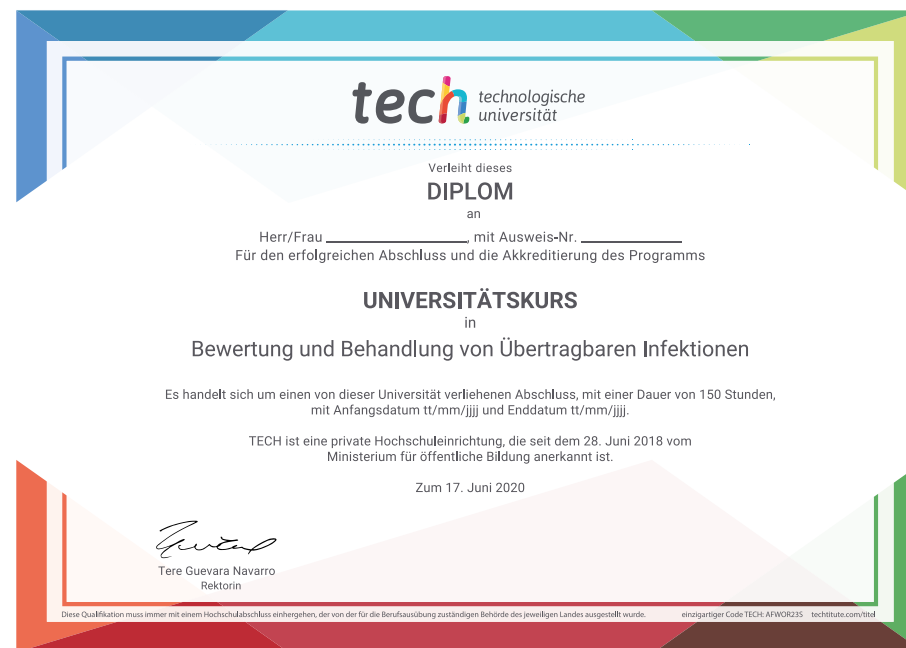 tech technologische
universität
Verleiht dieses
DIPLOM
an
Herr/Frau ____________, mit Ausweis-Nr. ____________
Für den erfolgreichen Abschluss und die Akkreditierung des Programms
UNIVERSITÄTSKURS
in
Bewertung und Behandlung von Übertragbaren Infektionen
Es handelt sich um einen von dieser Universität verliehenen Abschluss, mit einer Dauer von 150 Stunden,
mit Anfangsdatum tt/mm/jjjj und Enddatum tt/mm/jjjj.
TECH ist eine private Hochschuleinrichtung, die seit dem 28. Juni 2018 vom
Ministerium für öffentliche Bildung anerkannt ist.
Zum 17. Juni 2020
Tere Guevara Navarro
Rektorin
Diese Qualifikation muss immer mit einem Hochschulabschluss einhergehen, der von der für die Berufsausübung zuständigen Behörde des jeweiligen Landes ausgestellt wurde. einzigartiger Code TECH: AFWOR23S techtitute.com/titel